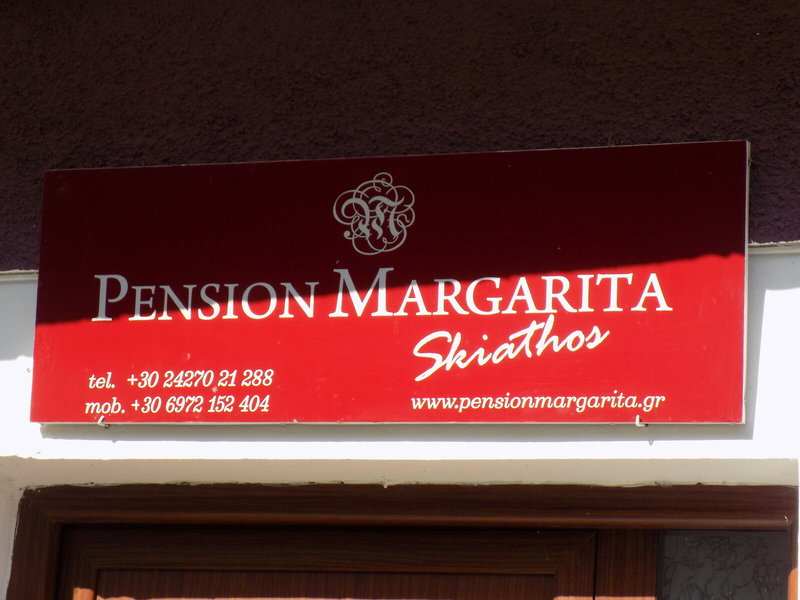 M
PENSION MARGARITA
Skiathos
tel. +30 24270 21 288
mob. +30 6972 152 404
www.pensionmargarita.gr